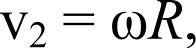 v₂ = ωR,